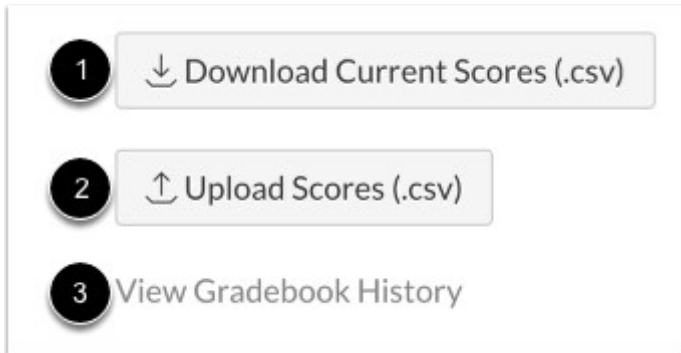 1 Download Current Scores (.csv)
2 Upload Scores (.csv)
3 View Gradebook History